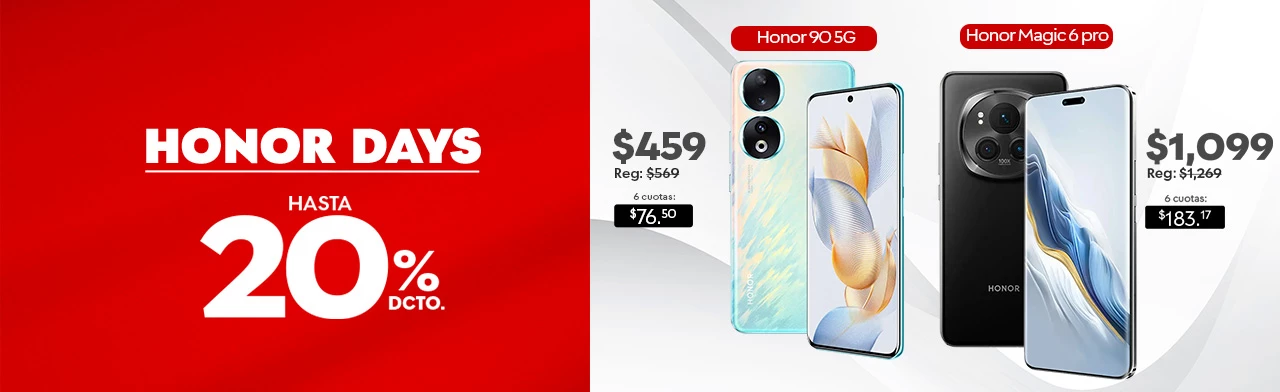 HONOR DAYS
HASTA
20%
DCTO.
Honor 90 5G
$459
Reg: $569
6 cuotas:
$76.50
HONOR
Honor Magic 6 pro
100X
HONOR
$1,099
Reg: $1,269
6 cuotas:
$183.17